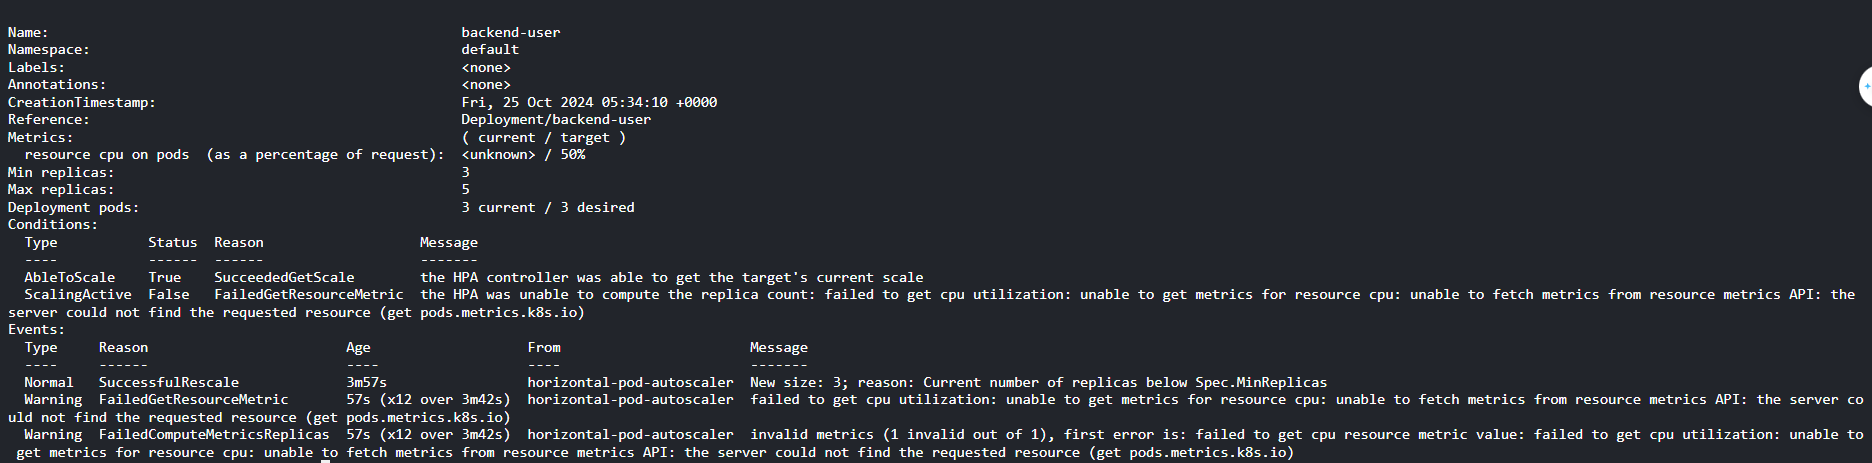 Name: backend-user
Namespace: default
Labels: <none>
Annotations: <none>
CreationTimestamp: Fri, 25 Oct 2024 05:34:10 +0000
Reference: Deployment/backend-user
Metrics: ( current / target )
resource cpu on pods (as a percentage of request): <unknown> / 50%
Min replicas: 3
Max replicas: 5
Deployment pods: 3 current / 3 desired
Conditions:
Type Status Reason Message
---- ------ ------ -------
AbleToScale True SucceededGetScale the HPA controller was able to get the target's current scale
ScalingActive False FailedGetResourceMetric the HPA was unable to compute the replica count: failed to get cpu utilization: unable to get metrics for resource cpu: unable to fetch metrics from resource metrics API: the
server could not find the requested resource (get pods.metrics.k8s.io)
Events:
Type Reason Age From Message
---- ------ ---- ---- -------
Normal SuccessfulRescale 3m57s horizontal-pod-autoscaler New size: 3; reason: Current number of replicas below Spec.MinReplicas
Warning FailedGetResourceMetric 57s (x12 over 3m42s) horizontal-pod-autoscaler failed to get cpu utilization: unable to get metrics for resource cpu: unable to fetch metrics from resource metrics API: the server co
uld not find the requested resource (get pods.metrics.k8s.io)
Warning FailedComputeMetricsReplicas 57s (x12 over 3m42s) horizontal-pod-autoscaler invalid metrics (1 invalid out of 1), first error is: failed to get cpu resource metric value: failed to get cpu utilization: unable to
get metrics for resource cpu: unable to fetch metrics from resource metrics API: the server could not find the requested resource (get pods.metrics.k8s.io)